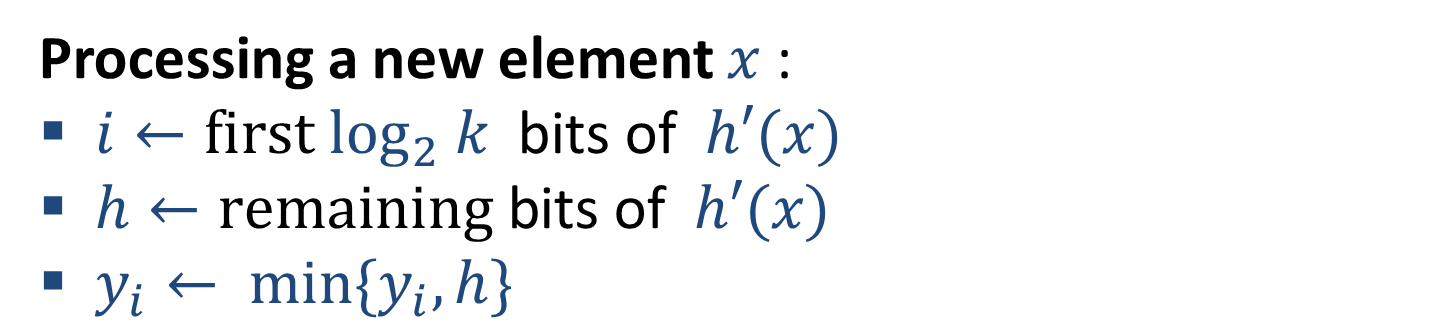 Processing a new element x :
▪ i ← first log₂ k bits of h′(x)
▪ h ← remaining bits of h′(x)
▪ yᵢ ← min{yᵢ, h}